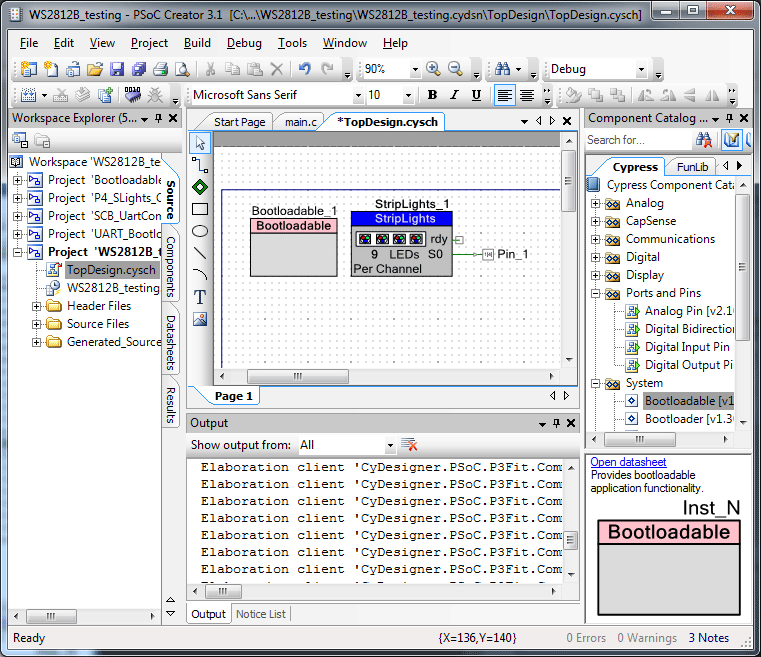 WS2812B_testing - PSoC Creator 3.1 [C:\...\WS2812B_testing\WS2812B_testing.cydsn\TopDesign\TopDesign.cysch]
File Edit View Project Build Debug Tools Window Help
90% Debug
Microsoft Sans Serif 10 B I U
Workspace Explorer (5...
Workspace 'WS2812B_te
Project 'Bootloadable
Project 'P4_SLights_C
Project 'SCB_UartCon
Project 'UART_Bootlo
Project 'WS2812B_t
TopDesign.cysch
WS2812B_testing
Header Files
Source Files
Generated_Source
Source
Components
Datasheets
Results
Start Page main.c *TopDesign.cysch
Bootloadable_1
Bootloadable
StripLights_1
StripLights
rdy
9 LEDs S0
Per Channel
Pin_1
Page 1
Output
Show output from: All
Elaboration client 'CyDesigner.PSoC.P3Fit.Com
Elaboration client 'CyDesigner.PSoC.P3Fit.Com
Elaboration client 'CyDesigner.PSoC.P3Fit.Com
Elaboration client 'CyDesigner.PSoC.P3Fit.Com
Elaboration client 'CyDesigner.PSoC.P3Fit.Com
Elaboration client 'CyDesigner.PSoC.P3Fit.Com
Elaboration client 'CyDesigner.PSoC.P3Fit.Com
Output Notice List
Component Catalog ...
Search for...
Cypress FunLib
Cypress Component Cata
Analog
CapSense
Communications
Digital
Display
Ports and Pins
Analog Pin [v2.10
Digital Bidirection
Digital Input Pin
Digital Output Pi
System
Bootloadable [v1
Bootloader [v1.30
Open datasheet
Provides bootloadable
application functionality.
Inst_N
Bootloadable
Ready {X=136,Y=140} 0 Errors 0 Warnings 3 Notes